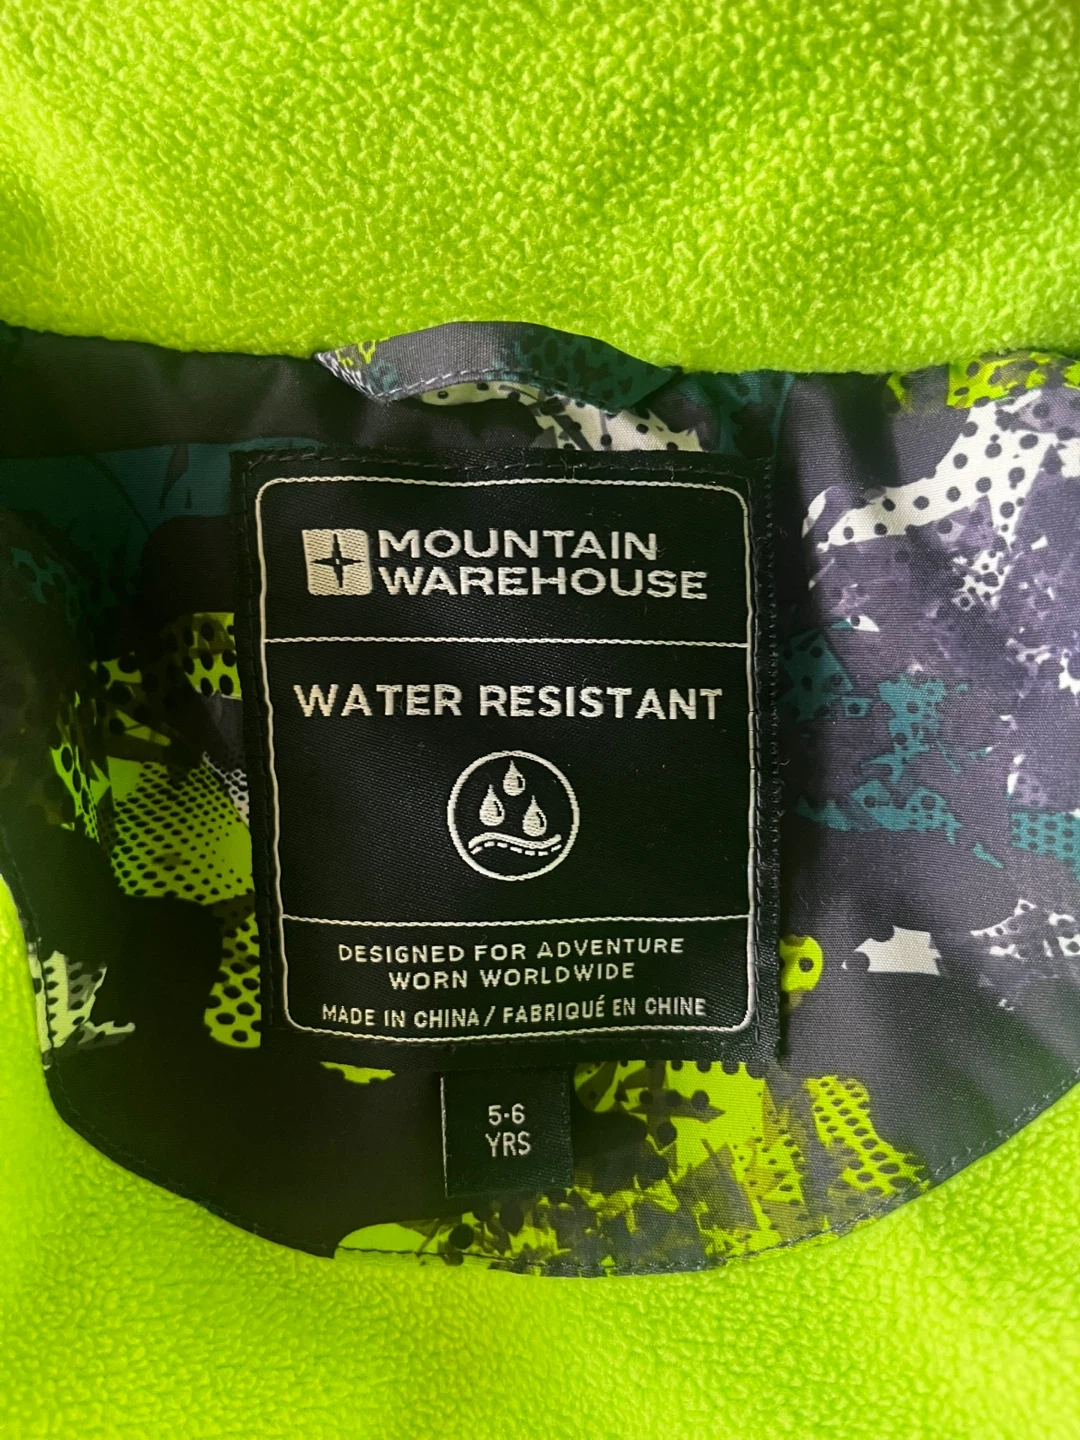 MOUNTAIN
WAREHOUSE
WATER RESISTANT
DESIGNED FOR ADVENTURE
WORN WORLDWIDE
MADE IN CHINA / FABRIQUÉ EN CHINE
5-6
YRS